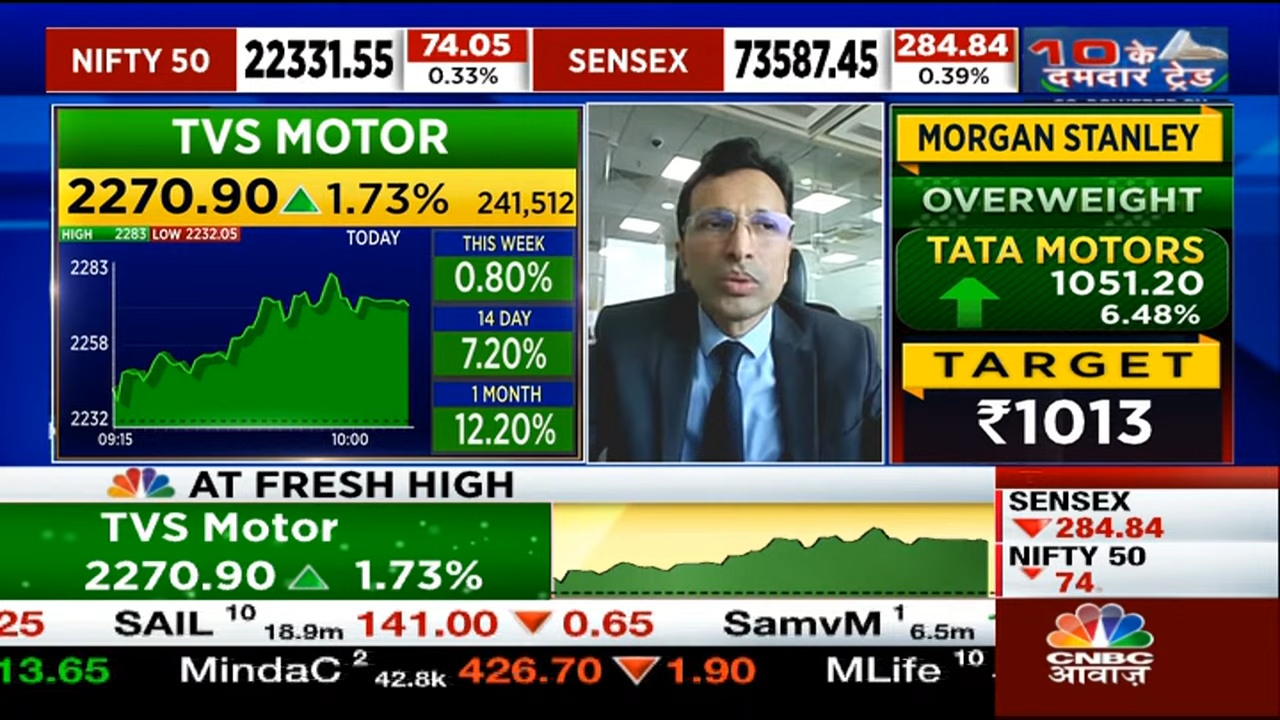 NIFTY 50
22331.55
74.05
0.33%
SENSEX
73587.45
284.84
0.39%
10 के
दमदार ट्रेड
TVS MOTOR
2270.90 1.73% 241,512
HIGH 2283 LOW 2232.05
TODAY
2283
2258
2232
09:15
10:00
THIS WEEK
0.80%
14 DAY
7.20%
1 MONTH
12.20%
MORGAN STANLEY
OVERWEIGHT
TATA MOTORS
1051.20
6.48%
TARGET
₹1013
AT FRESH HIGH
TVS Motor
2270.90 1.73%
SENSEX
284.84
NIFTY 50
74
25 SAIL 10 18.9m 141.00 0.65 SamvM 1 6.5m
13.65 MindaC 2 42.8k 426.70 1.90 MLife 10
CNBC
आवाज़